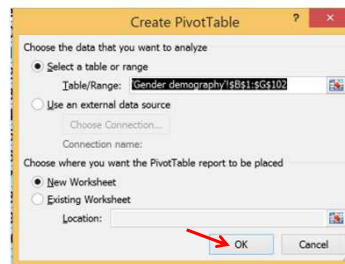 Create PivotTable ? ×
Choose the data that you want to analyze
Select a table or range
Table/Range: 'Gender demography'!$B$1:$G$102
Use an external data source
Choose Connection...
Connection name:
Choose where you want the PivotTable report to be placed
New Worksheet
Existing Worksheet
Location:
OK Cancel